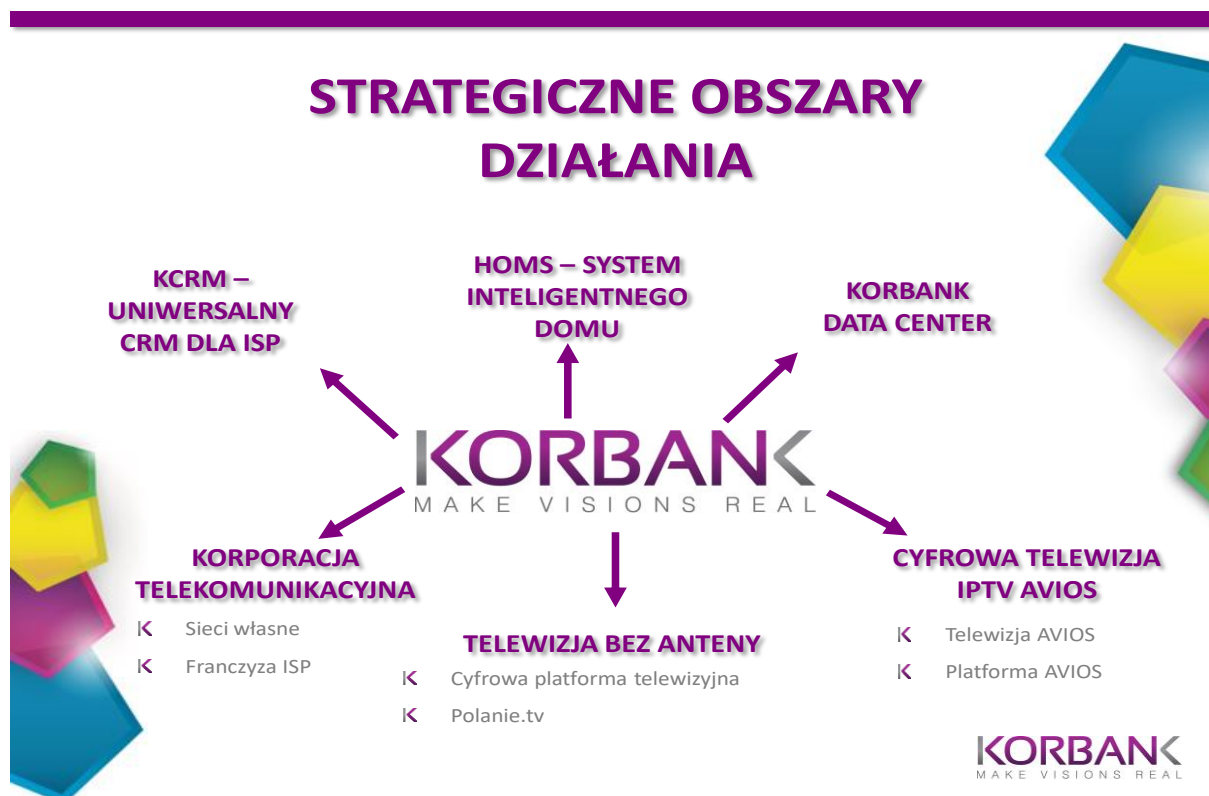 STRATEGICZNE OBSZARY
DZIAŁANIA
KCRM –
UNIWERSALNY
CRM DLA ISP
HOMS – SYSTEM
INTELIGENTNEGO
DOMU
KORBANK
DATA CENTER
KORBANK
MAKE VISIONS REAL
KORPORACJA
TELEKOMUNIKACYJNA
Sieci własne
Franczyza ISP
TELEWIZJA BEZ ANTENY
Cyfrowa platforma telewizyjna
Polanie.tv
CYFROWA TELEWIZJA
IPTV AVIOS
Telewizja AVIOS
Platforma AVIOS
KORBANK
MAKE VISIONS REAL